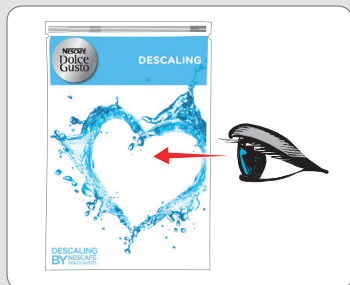 NESCAFÉ
Dolce
Gusto
DESCALING
DESCALING
BY NESCAFÉ
DOLCE GUSTO